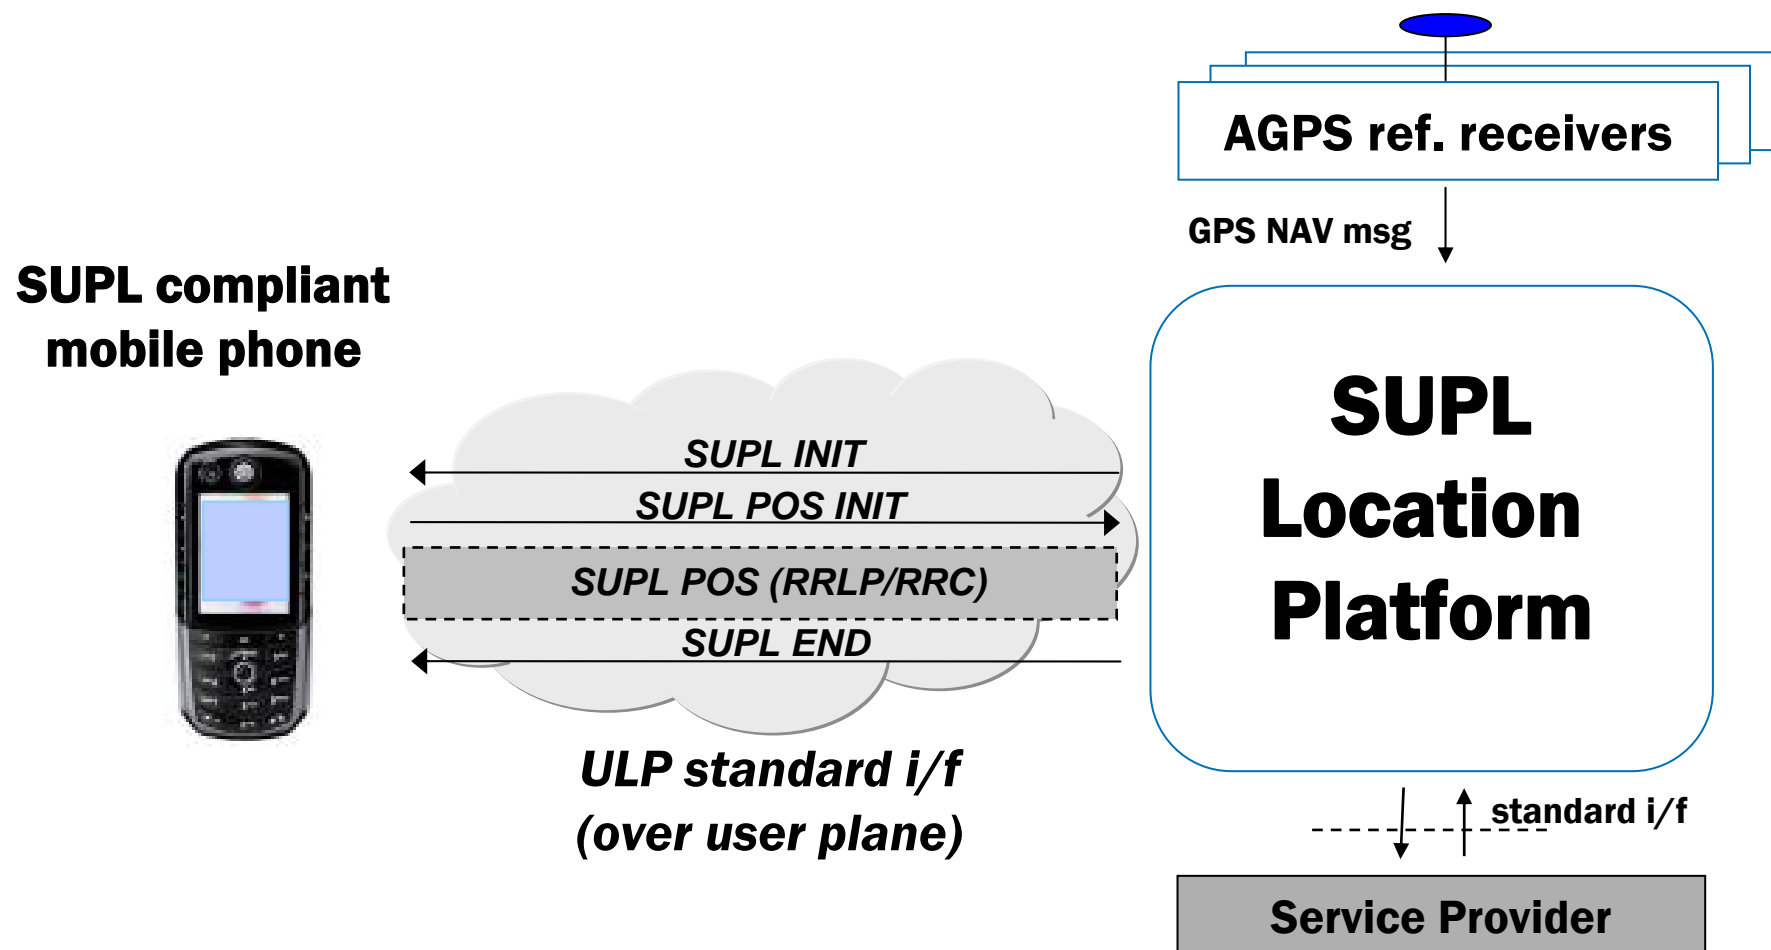 AGPS ref. receivers
GPS NAV msg
SUPL compliant
mobile phone
SUPL INIT
SUPL POS INIT
SUPL POS (RRLP/RRC)
SUPL END
ULP standard i/f
(over user plane)
SUPL
Location
Platform
standard i/f
Service Provider